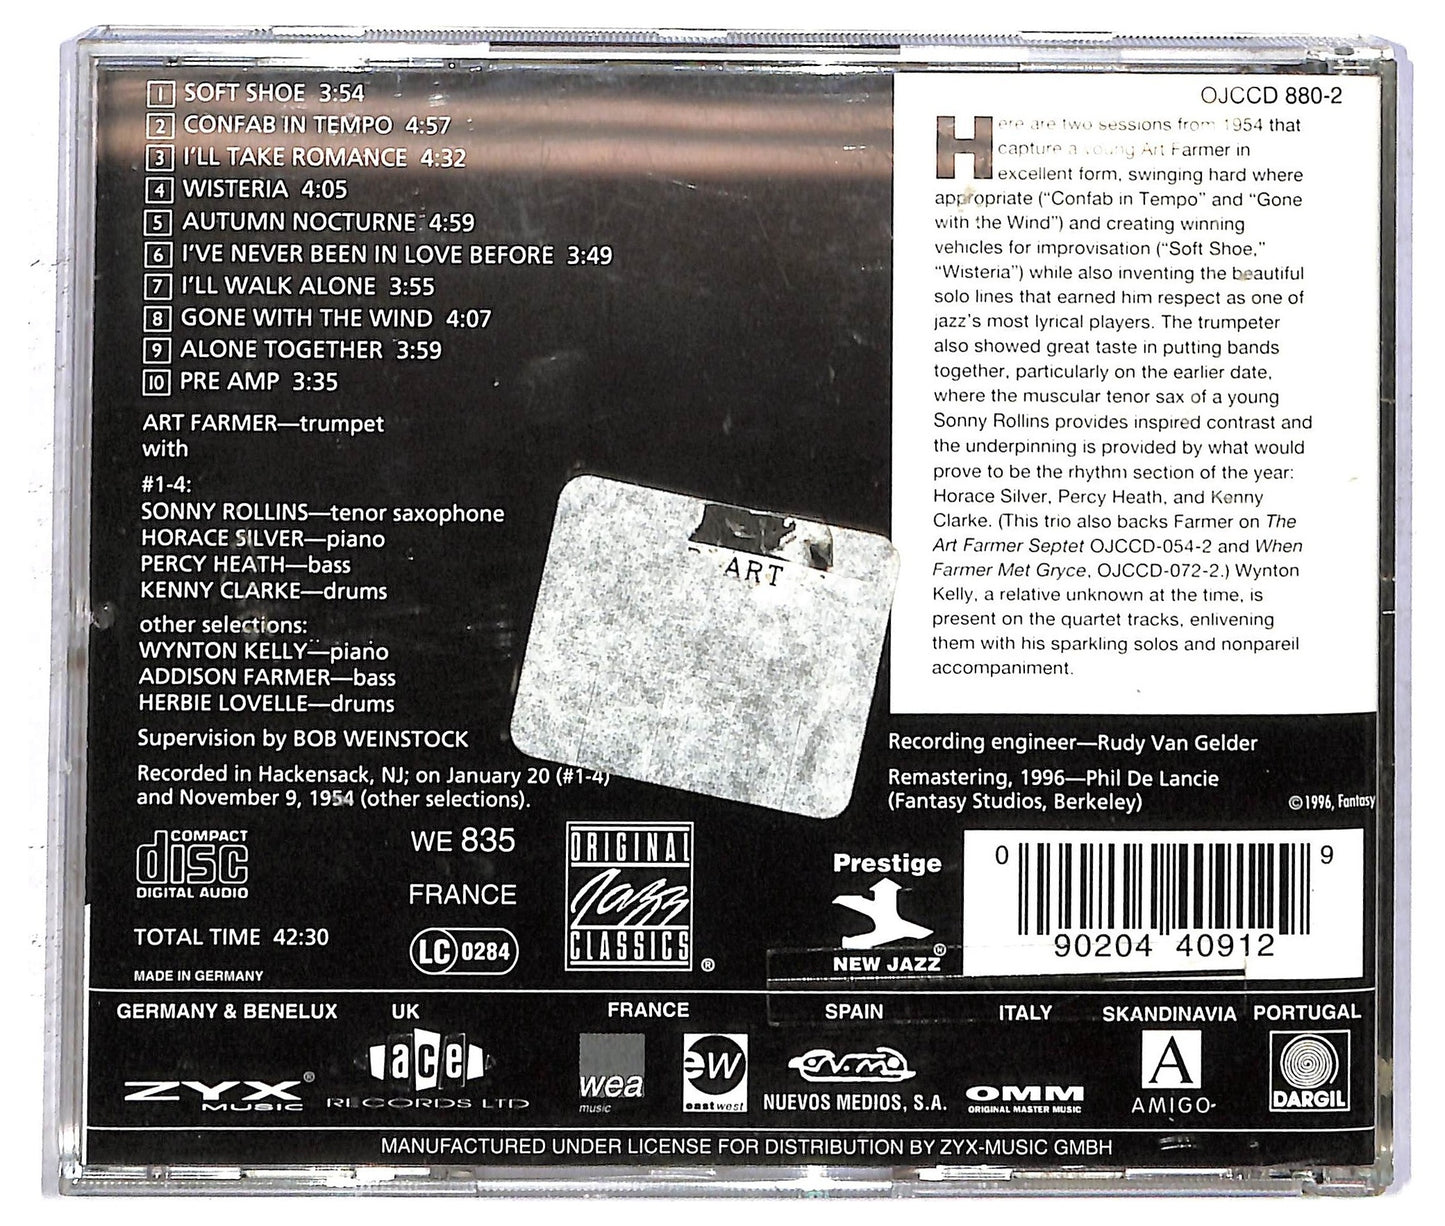 1 SOFT SHOE 3:54
2 CONFAB IN TEMPO 4:57
3 I'LL TAKE ROMANCE 4:32
4 WISTERIA 4:05
5 AUTUMN NOCTURNE 4:59
6 I'VE NEVER BEEN IN LOVE BEFORE 3:49
7 I'LL WALK ALONE 3:55
8 GONE WITH THE WIND 4:07
9 ALONE TOGETHER 3:59
10 PRE AMP 3:35
ART FARMER—trumpet
with
#1-4:
SONNY ROLLINS—tenor saxophone
HORACE SILVER—piano
PERCY HEATH—bass
KENNY CLARKE—drums
other selections:
WYNTON KELLY—piano
ADDISON FARMER—bass
HERBIE LOVELLE—drums
Supervision by BOB WEINSTOCK
Recorded in Hackensack, NJ; on January 20 (#1-4)
and November 9, 1954 (other selections).
ART
OJCCD 880-2
Here are two sessions from 1954 that
capture a young Art Farmer in
excellent form, swinging hard where
appropriate (“Confab in Tempo” and “Gone
with the Wind”) and creating winning
vehicles for improvisation (“Soft Shoe,”
“Wisteria”) while also inventing the beautiful
solo lines that earned him respect as one of
jazz's most lyrical players. The trumpeter
also showed great taste in putting bands
together, particularly on the earlier date,
where the muscular tenor sax of a young
Sonny Rollins provides inspired contrast and
the underpinning is provided by what would
prove to be the rhythm section of the year:
Horace Silver, Percy Heath, and Kenny
Clarke. (This trio also backs Farmer on The
Art Farmer Septet OJCCD-054-2 and When
Farmer Met Gryce, OJCCD-072-2.) Wynton
Kelly, a relative unknown at the time, is
present on the quartet tracks, enlivening
them with his sparkling solos and nonpareil
accompaniment.
Recording engineer—Rudy Van Gelder
Remastering, 1996—Phil De Lancie
(Fantasy Studios, Berkeley)
©1996, Fantasy
COMPACT
disc
DIGITAL AUDIO
WE 835
FRANCE
LC 0284
TOTAL TIME 42:30
MADE IN GERMANY
ORIGINAL
Jazz
CLASSICS ®
Prestige
NEW JAZZ ®
0 90204 40912 9
GERMANY & BENELUX
ZYX ®
MUSIC
UK
ace
RECORDS LTD
FRANCE
wea
music
ew
east west
SPAIN
N.M.
NUEVOS MEDIOS, S.A.
ITALY
OMM
ORIGINAL MASTER MUSIC
SKANDINAVIA
A
AMIGO
PORTUGAL
DARGIL
MANUFACTURED UNDER LICENSE FOR DISTRIBUTION BY ZYX-MUSIC GMBH